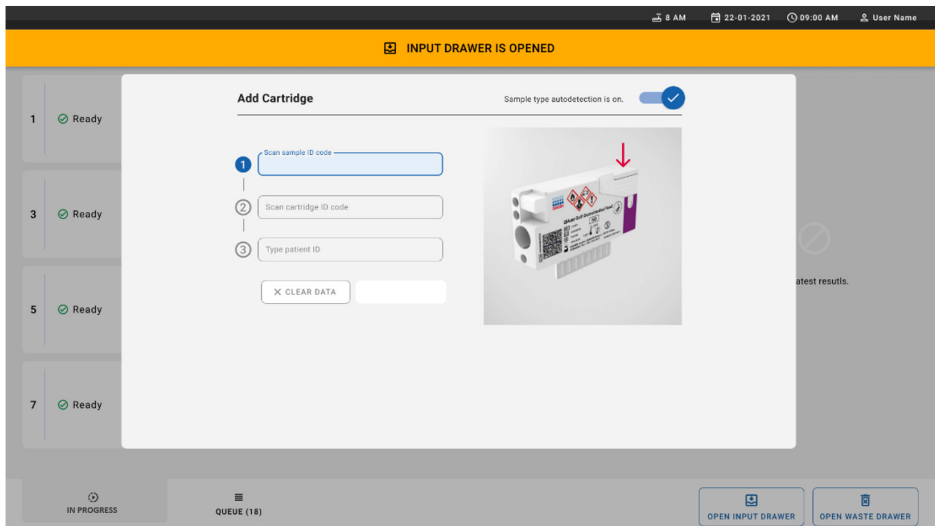 8 AM 22-01-2021 09:00 AM User Name
INPUT DRAWER IS OPENED
Add Cartridge
Sample type autodetection is on.
1 Ready
Scan sample ID code
1
2 Scan cartridge ID code
3 Ready
3 Type patient ID
CLEAR DATA
atest resutls.
5 Ready
7 Ready
IN PROGRESS
QUEUE (18)
OPEN INPUT DRAWER
OPEN WASTE DRAWER